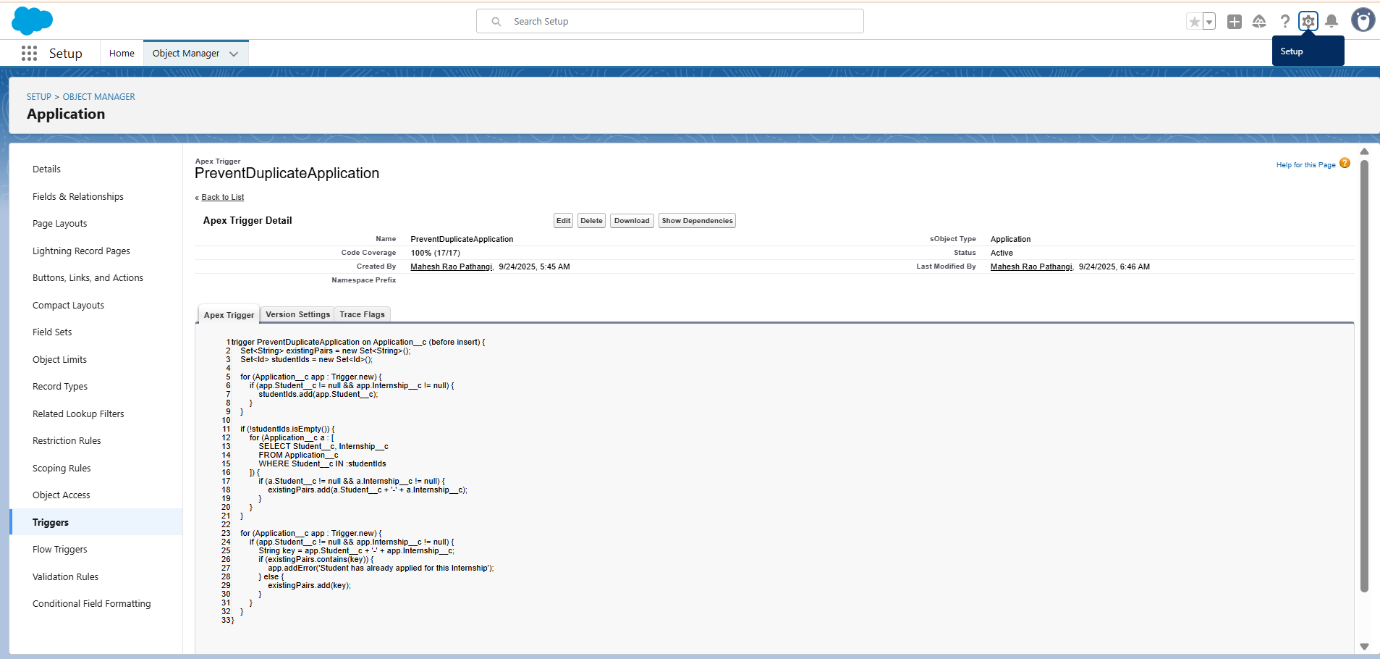 Search Setup
Setup
Home
Object Manager
Setup
SETUP > OBJECT MANAGER
Application
Details
Fields & Relationships
Page Layouts
Lightning Record Pages
Buttons, Links, and Actions
Compact Layouts
Field Sets
Object Limits
Record Types
Related Lookup Filters
Restriction Rules
Scoping Rules
Object Access
Triggers
Flow Triggers
Validation Rules
Conditional Field Formatting
Apex Trigger
PreventDuplicateApplication
Help for this Page ?
« Back to List
Apex Trigger Detail
Edit Delete Download Show Dependencies
Name PreventDuplicateApplication sObject Type Application
Code Coverage 100% (17/17) Status Active
Created By Mahesh Rao Pathangi, 9/24/2025, 5:45 AM Last Modified By Mahesh Rao Pathangi, 9/24/2025, 6:46 AM
Namespace Prefix
Apex Trigger Version Settings Trace Flags
1 trigger PreventDuplicateApplication on Application__c (before insert) {
2 Set<String> existingPairs = new Set<String>();
3 Set<Id> studentIds = new Set<Id>();
4
5 for (Application__c app : Trigger.new) {
6 if (app.Student__c != null && app.Internship__c != null) {
7 studentIds.add(app.Student__c);
8 }
9 }
10
11 if (!studentIds.isEmpty()) {
12 for (Application__c a : [
13 SELECT Student__c, Internship__c
14 FROM Application__c
15 WHERE Student__c IN :studentIds
16 ]) {
17 if (a.Student__c != null && a.Internship__c != null) {
18 existingPairs.add(a.Student__c + '-' + a.Internship__c);
19 }
20 }
21 }
22
23 for (Application__c app : Trigger.new) {
24 if (app.Student__c != null && app.Internship__c != null) {
25 String key = app.Student__c + '-' + app.Internship__c;
26 if (existingPairs.contains(key)) {
27 app.addError('Student has already applied for this Internship');
28 } else {
29 existingPairs.add(key);
30 }
31 }
32 }
33 }